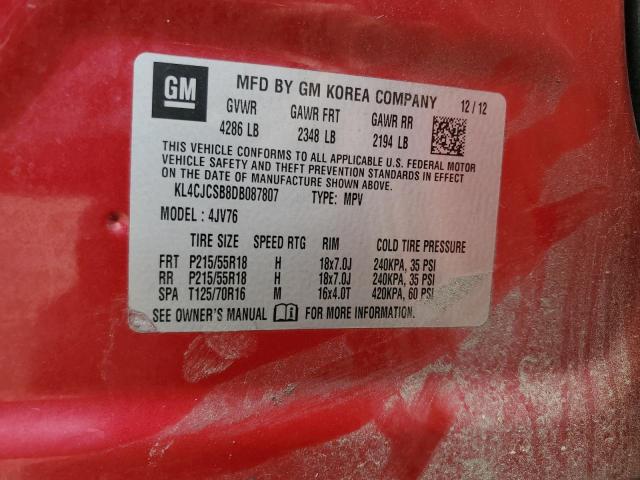 GM
MFD BY GM KOREA COMPANY 12 / 12
GVWR GAWR FRT GAWR RR
4286 LB 2348 LB 2194 LB
THIS VEHICLE CONFORMS TO ALL APPLICABLE U.S. FEDERAL MOTOR
VEHICLE SAFETY AND THEFT PREVENTION STANDARDS IN EFFECT
ON THE DATE OF MANUFACTURE SHOWN ABOVE.
KL4CJCSB8DB087807 TYPE: MPV
MODEL : 4JV76
TIRE SIZE SPEED RTG RIM COLD TIRE PRESSURE
FRT P215/55R18 H 18x7.0J 240KPA, 35 PSI
RR P215/55R18 H 18x7.0J 240KPA, 35 PSI
SPA T125/70R16 M 16x4.0T 420KPA, 60 PSI
SEE OWNER'S MANUAL FOR MORE INFORMATION.